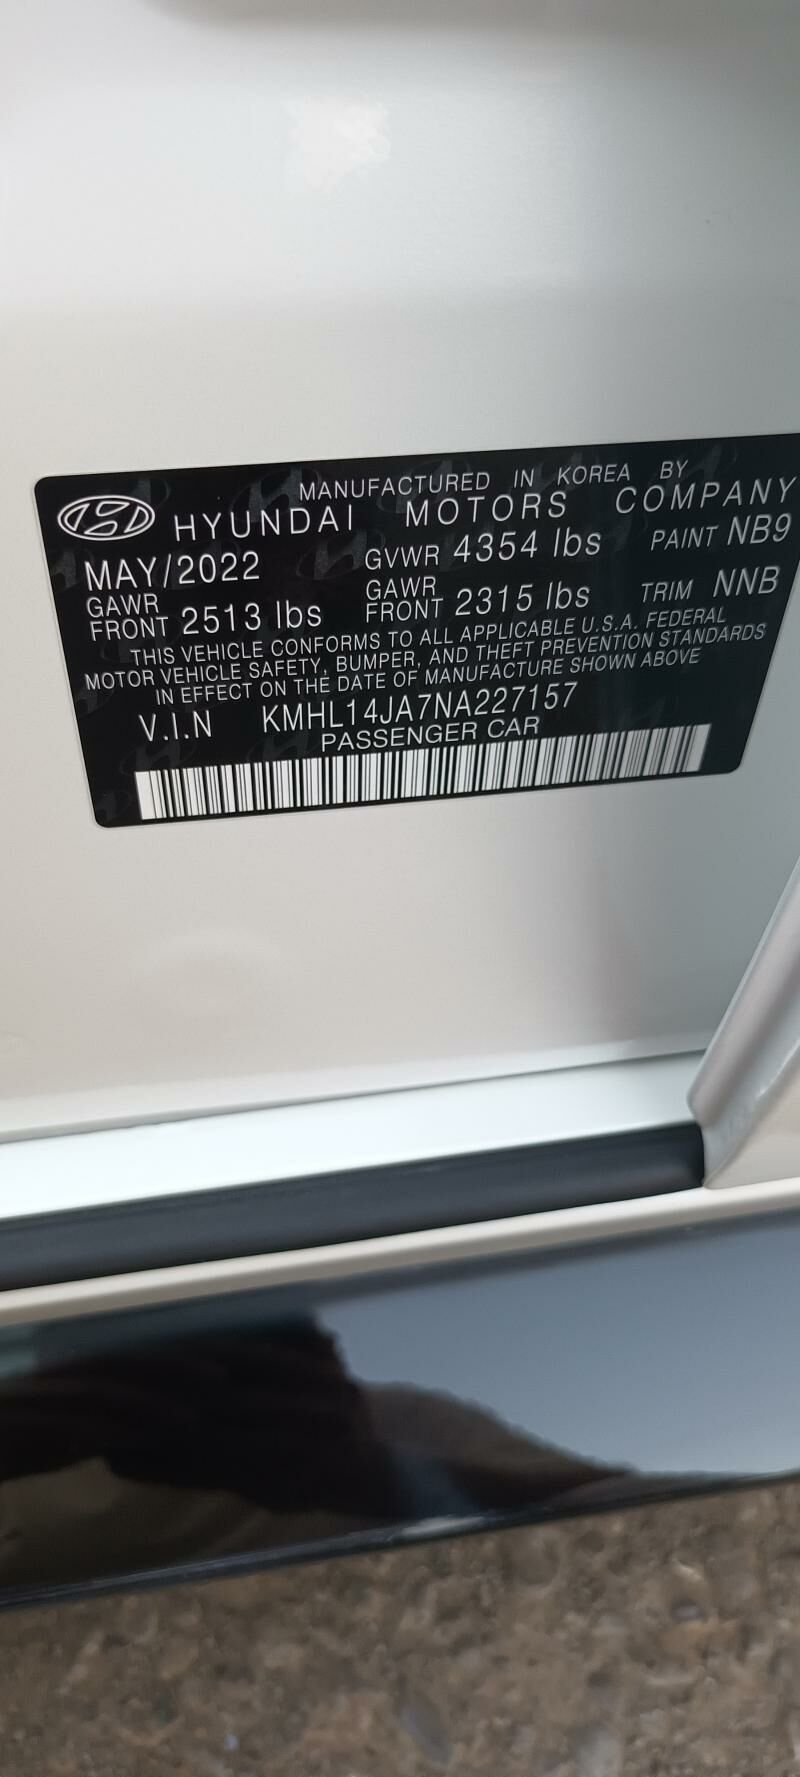 MANUFACTURED IN KOREA BY
HYUNDAI MOTORS COMPANY
MAY/2022 GVWR 4354 lbs PAINT NB9
GAWR FRONT 2513 lbs GAWR FRONT 2315 lbs TRIM NNB
THIS VEHICLE CONFORMS TO ALL APPLICABLE U.S.A. FEDERAL
MOTOR VEHICLE SAFETY, BUMPER, AND THEFT PREVENTION STANDARDS
IN EFFECT ON THE DATE OF MANUFACTURE SHOWN ABOVE
V.I.N KMHL14JA7NA227157
PASSENGER CAR